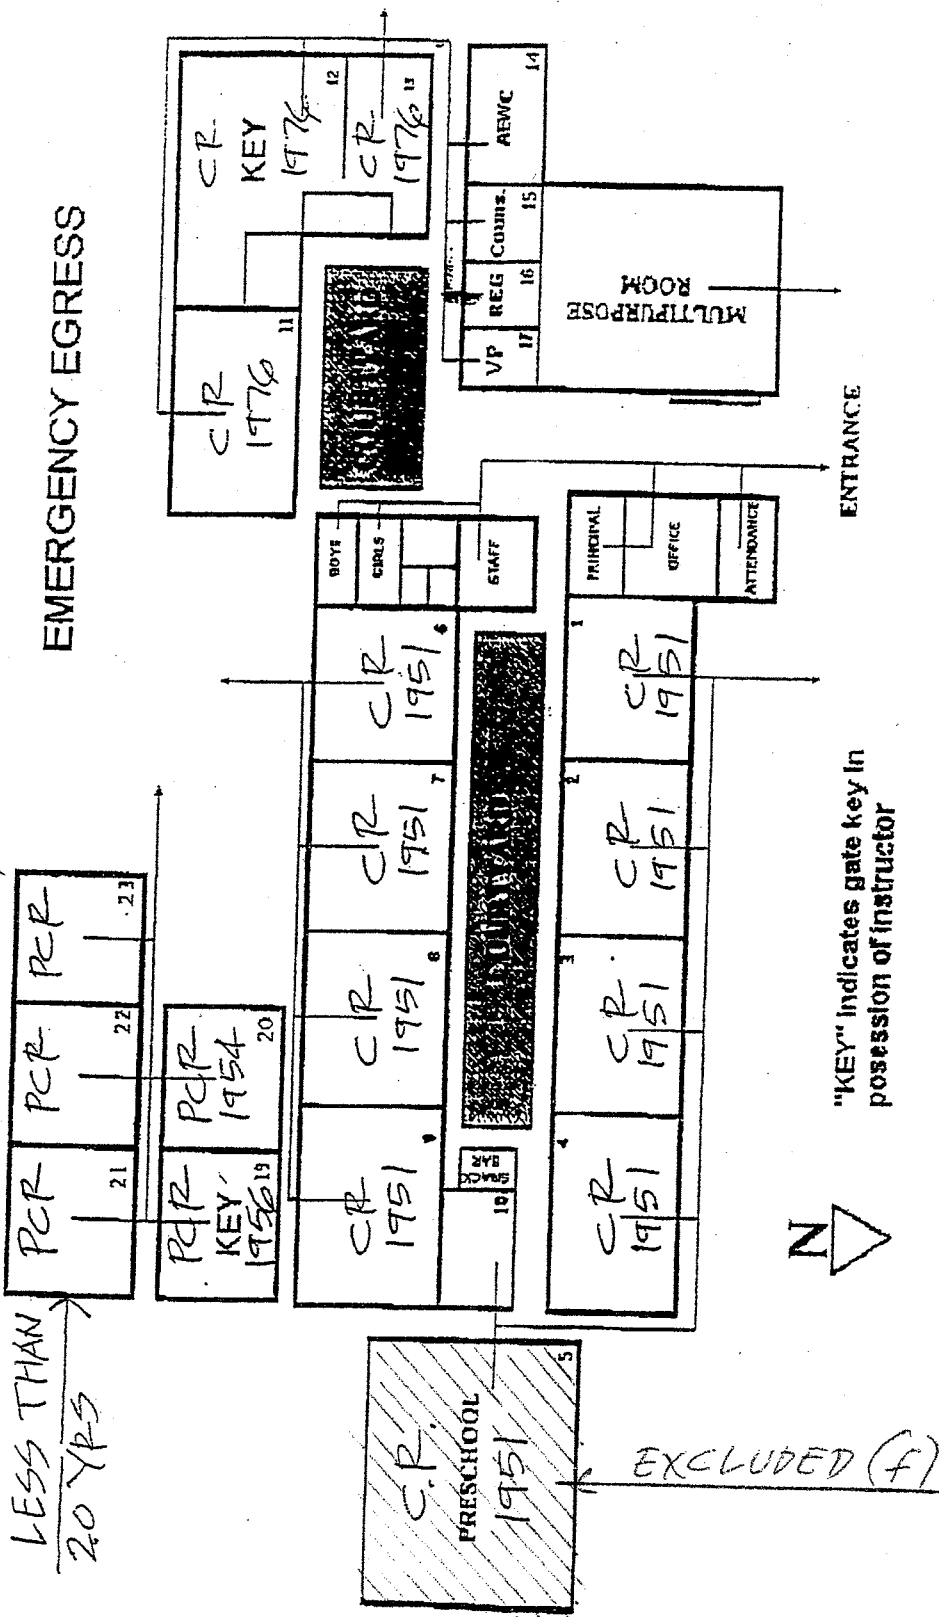 EMERGENCY EGRESS
LESS THAN
20 YRS
PCR
21
PCR
22
PCR
23
PCR
KEY
1956
19
PCR
1954
20
CR
1976
11
CR
KEY
1976
12
CR
1976
13
COURTYARD
CR
1951
9
CR
1951
8
CR
1951
7
CR
1951
6
BOYS
GIRLS
STAFF
VP
17
REG
16
Couns.
15
AEWC
14
MULTIPURPOSE
ROOM
C.R.
PRESCHOOL
1951
5
EXCLUDED (f)
10
SNACK
BAR
COURTYARD
CR
1951
4
CR
1951
3
CR
1951
2
CR
1951
1
PRINCIPAL
OFFICE
ATTENDANCE
ENTRANCE
N
"KEY" indicates gate key in
posession of instructor